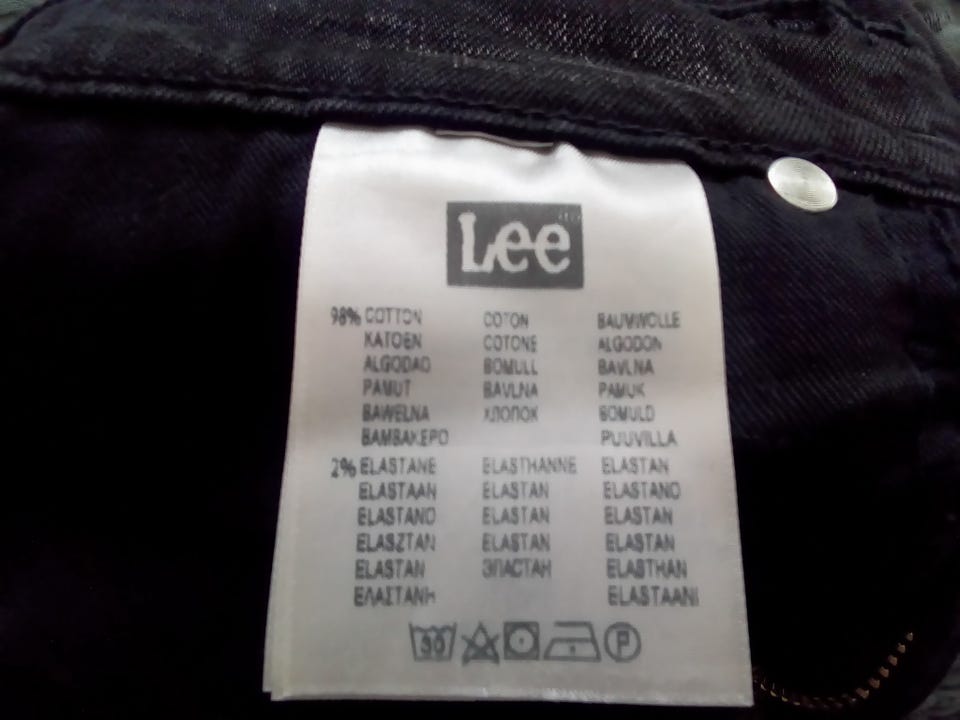 Lee
98% COTTON COTON BAUMWOLLE
KATOEN COTONE ALGODON
ALGODAO BOMULL BAVLNA
PAMUT BAVLNA PAMUK
BAWELNA ХЛОПОК BOMULD
ΒΑΜΒΑΚΕΡΟ PUUVILLA
2% ELASTANE ELASTHANNE ELASTAN
ELASTAAN ELASTAN ELASTANO
ELASTANO ELASTAN ELASTAN
ELASZTAN ELASTAN ELASTAN
ELASTAN ЭЛАСТАН ELASTHAN
ΕΛΑΣΤΑΝΗ ELASTAANI
30 P